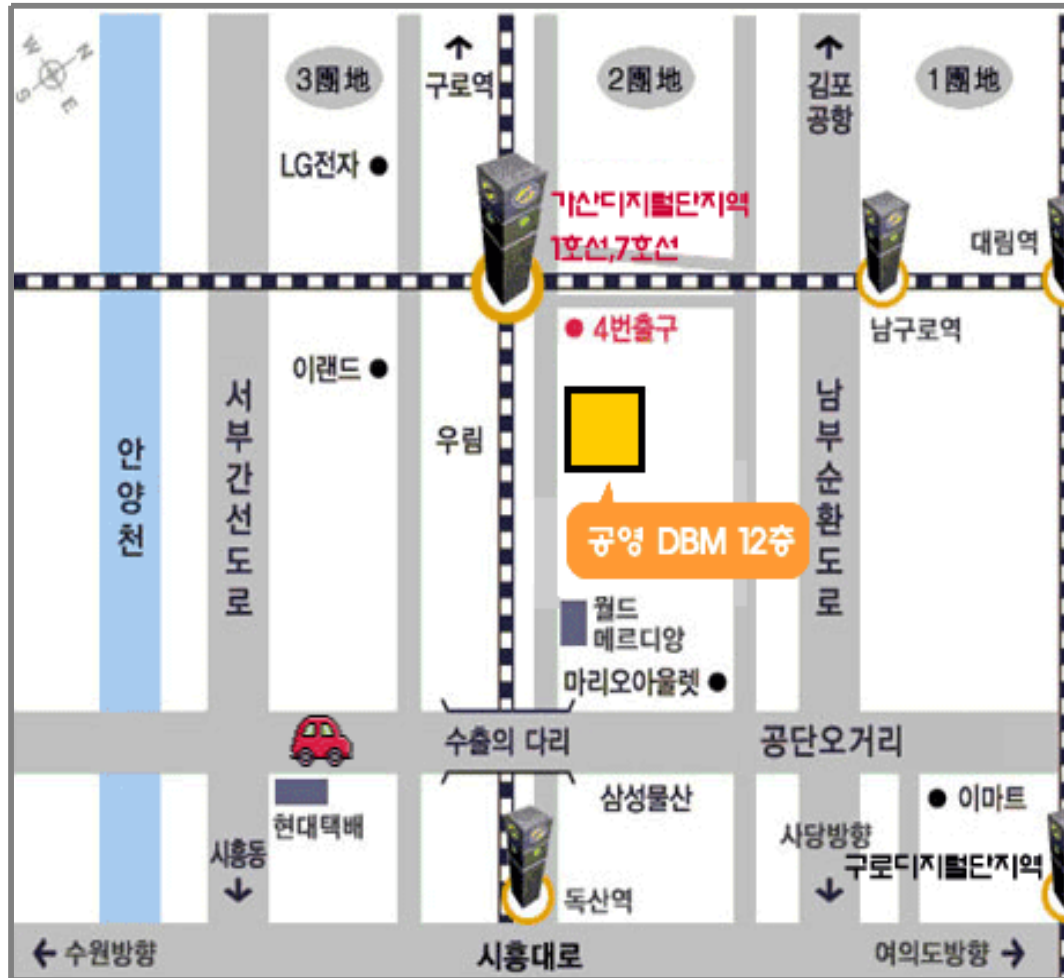 W
N
S
E
3團地
구로역
2團地
김포
공항
1團地
LG전자
가산디지털단지역
1호선,7호선
대림역
4번출구
남구로역
이랜드
서부간선도로
남부순환도로
우림
안양천
공영 DBM 12층
월드
메르디앙
마리오아울렛
수출의 다리
공단오거리
현대택배
삼성물산
이마트
시흥동
사당방향
구로디지털단지역
독산역
수원방향
시흥대로
여의도방향